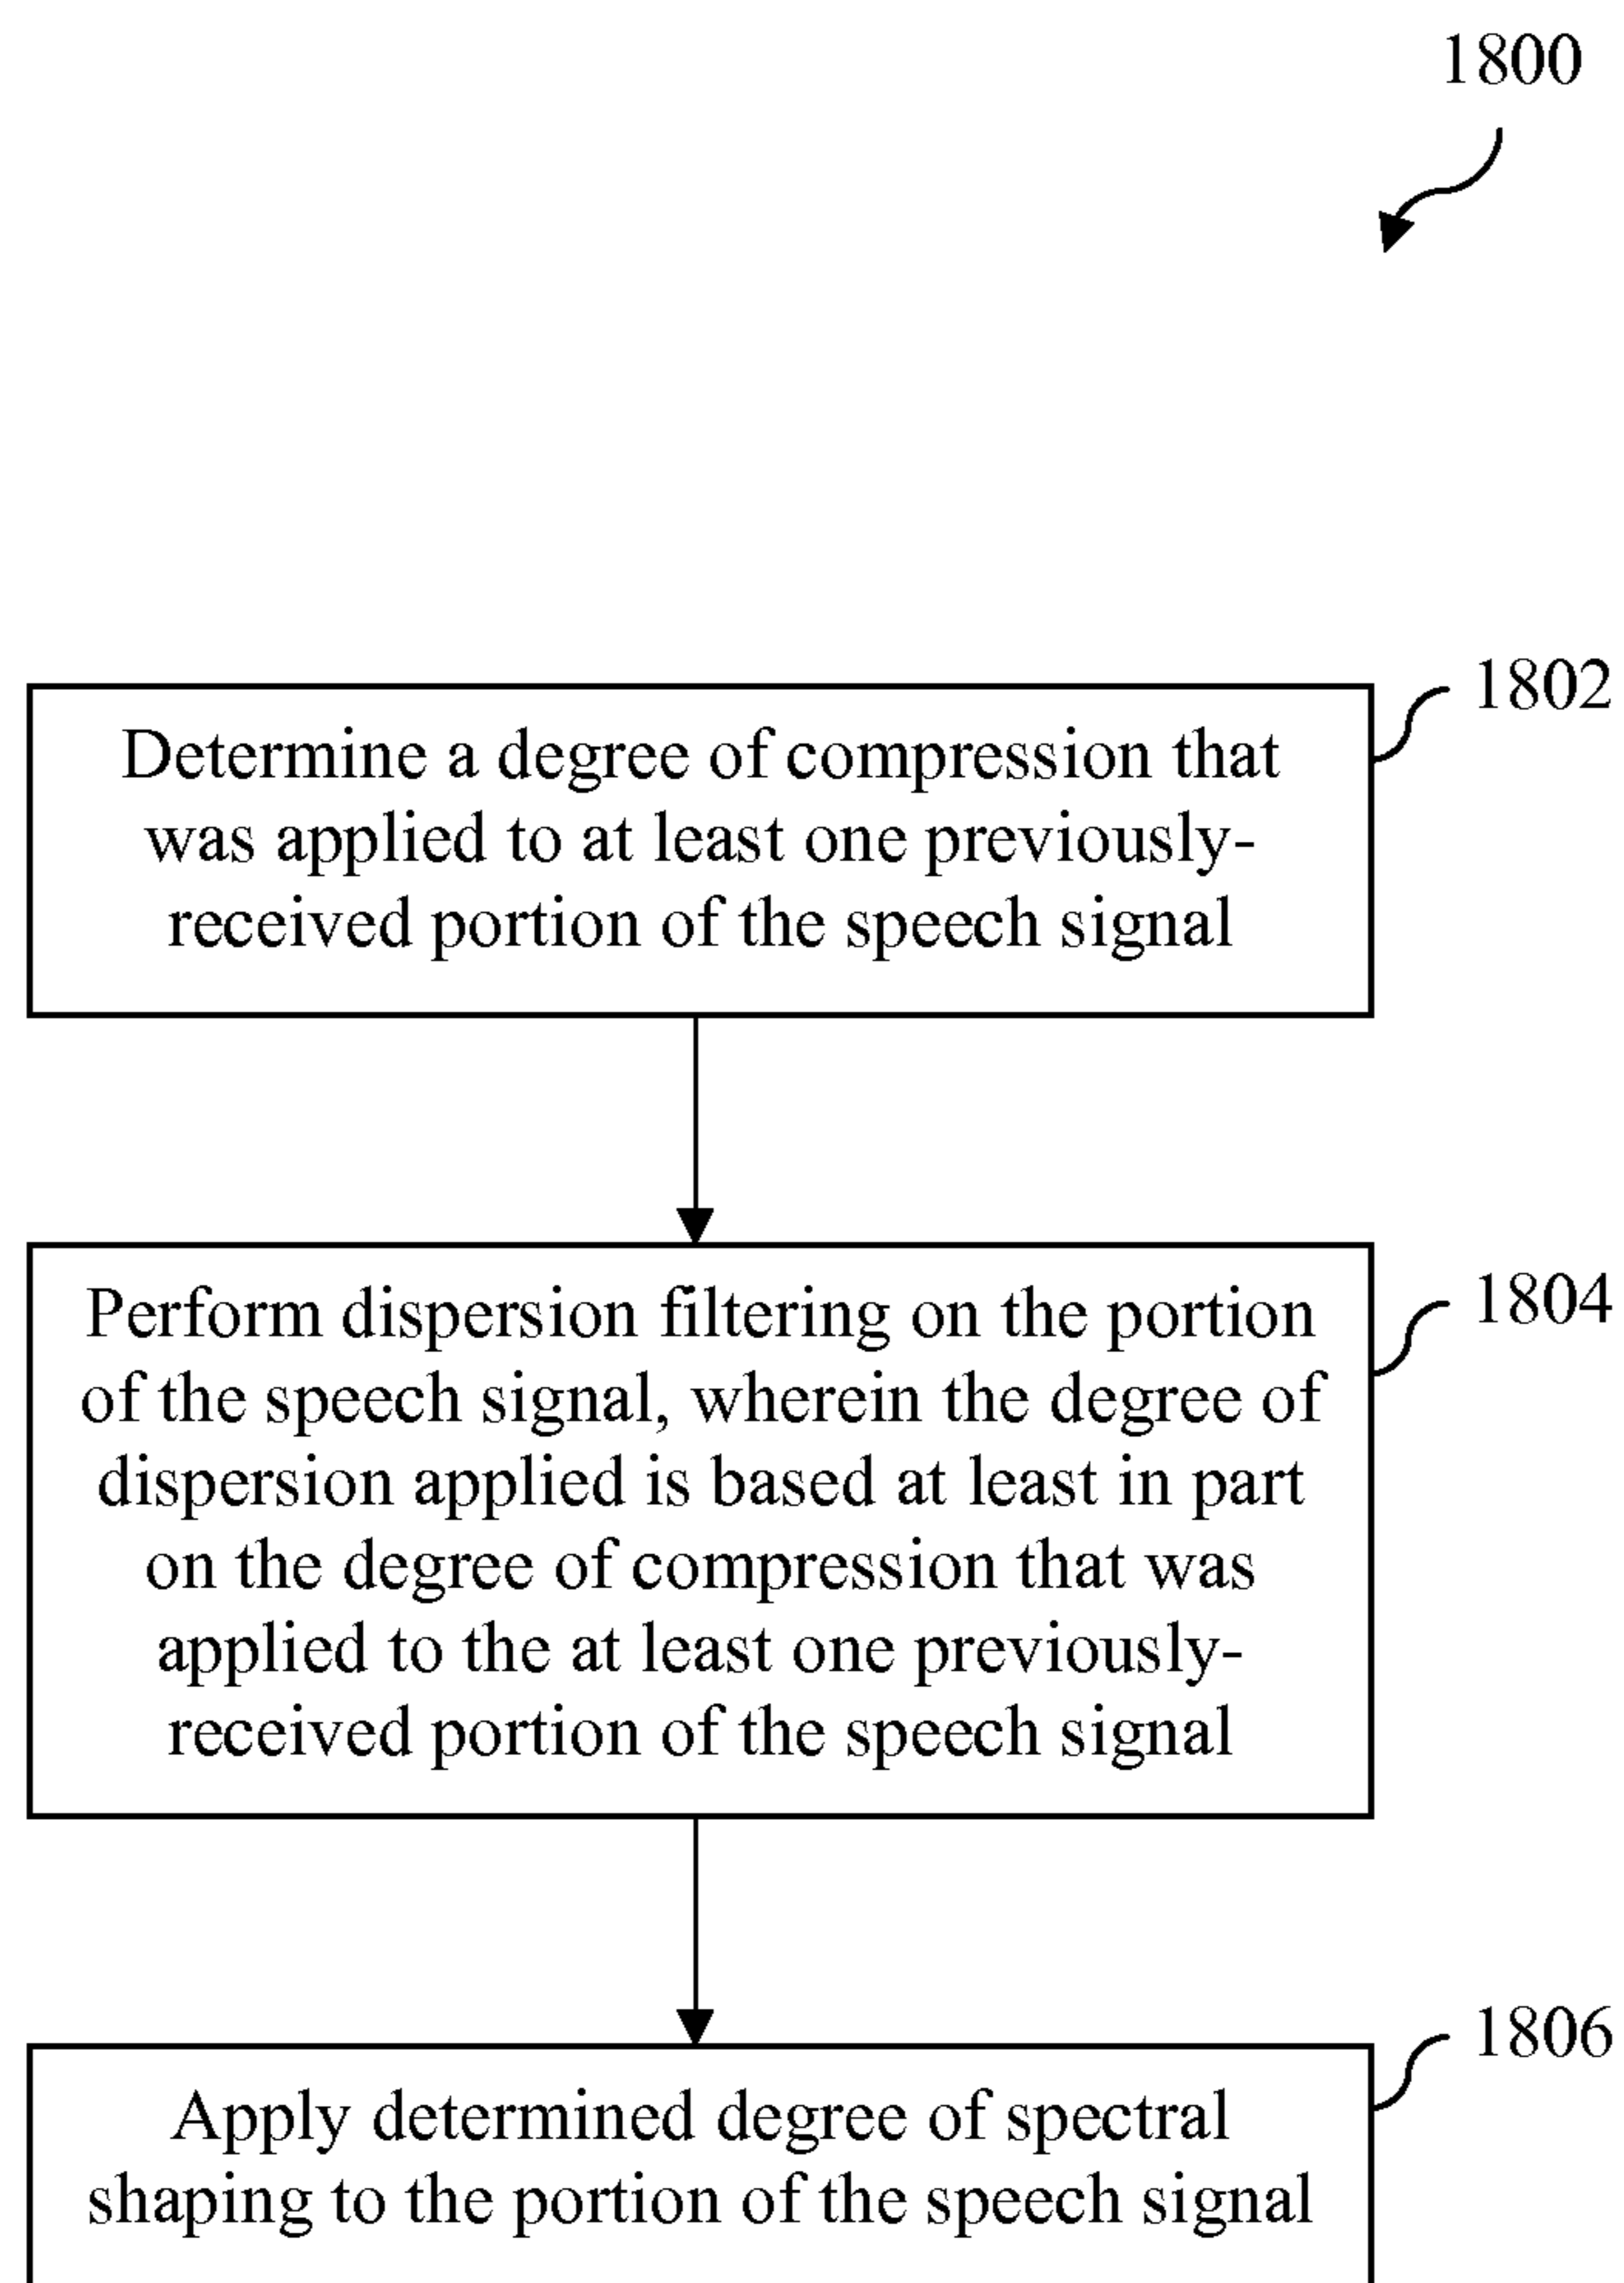 1800
1802
Determine a degree of compression that
was applied to at least one previously-
received portion of the speech signal
1804
Perform dispersion filtering on the portion
of the speech signal, wherein the degree of
dispersion applied is based at least in part
on the degree of compression that was
applied to the at least one previously-
received portion of the speech signal
1806
Apply determined degree of spectral
shaping to the portion of the speech signal